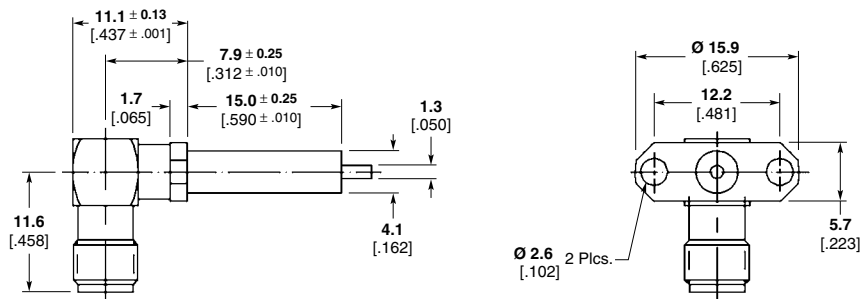 11.1 ± 0.13
[.437 ± .001]
7.9 ± 0.25
[.312 ± .010]
1.7
[.065]
15.0 ± 0.25
[.590 ± .010]
1.3
[.050]
11.6
[.458]
4.1
[.162]
Ø 15.9
[.625]
12.2
[.481]
5.7
[.223]
Ø 2.6
[.102]
2 Plcs.